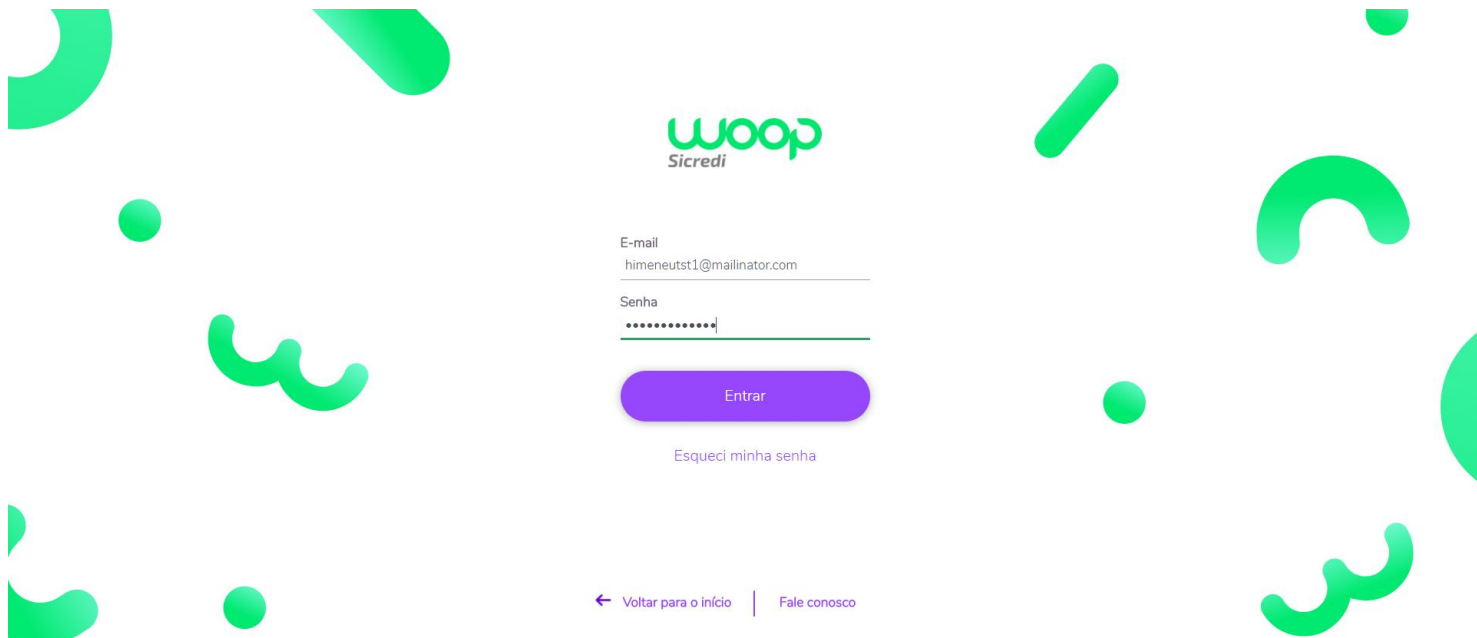 woop
Sicredi
E-mail
himeneutst1@mailinator.com
Senha
•••••••••••••
Entrar
Esqueci minha senha
← Voltar para o início | Fale conosco